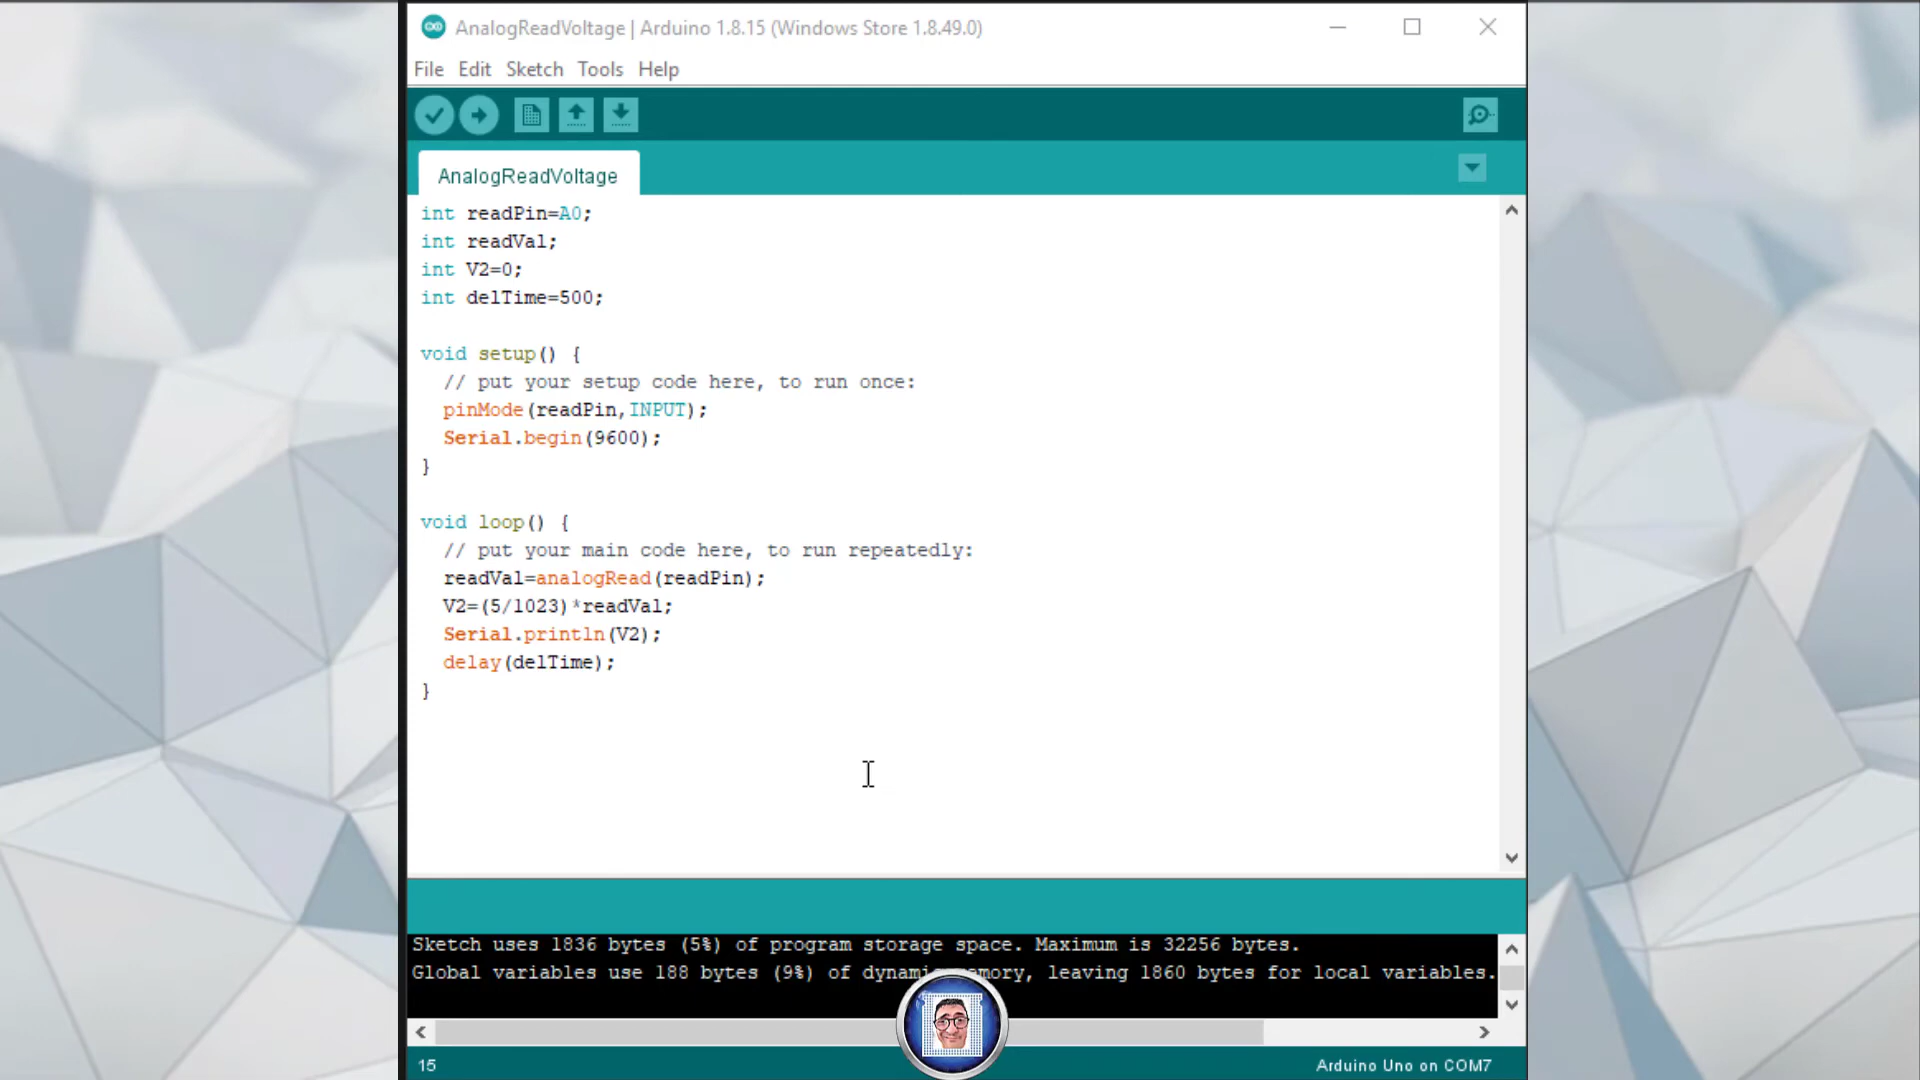 AnalogReadVoltage | Arduino 1.8.15 (Windows Store 1.8.49.0)
File Edit Sketch Tools Help
AnalogReadVoltage
int readPin=A0;
int readVal;
int V2=0;
int delTime=500;
void setup() {
// put your setup code here, to run once:
pinMode(readPin,INPUT);
Serial.begin(9600);
}
void loop() {
// put your main code here, to run repeatedly:
readVal=analogRead(readPin);
V2=(5/1023)*readVal;
Serial.println(V2);
delay(delTime);
}
Sketch uses 1836 bytes (5%) of program storage space. Maximum is 32256 bytes.
Global variables use 188 bytes (9%) of dynamic memory, leaving 1860 bytes for local variables.
15
Arduino Uno on COM7